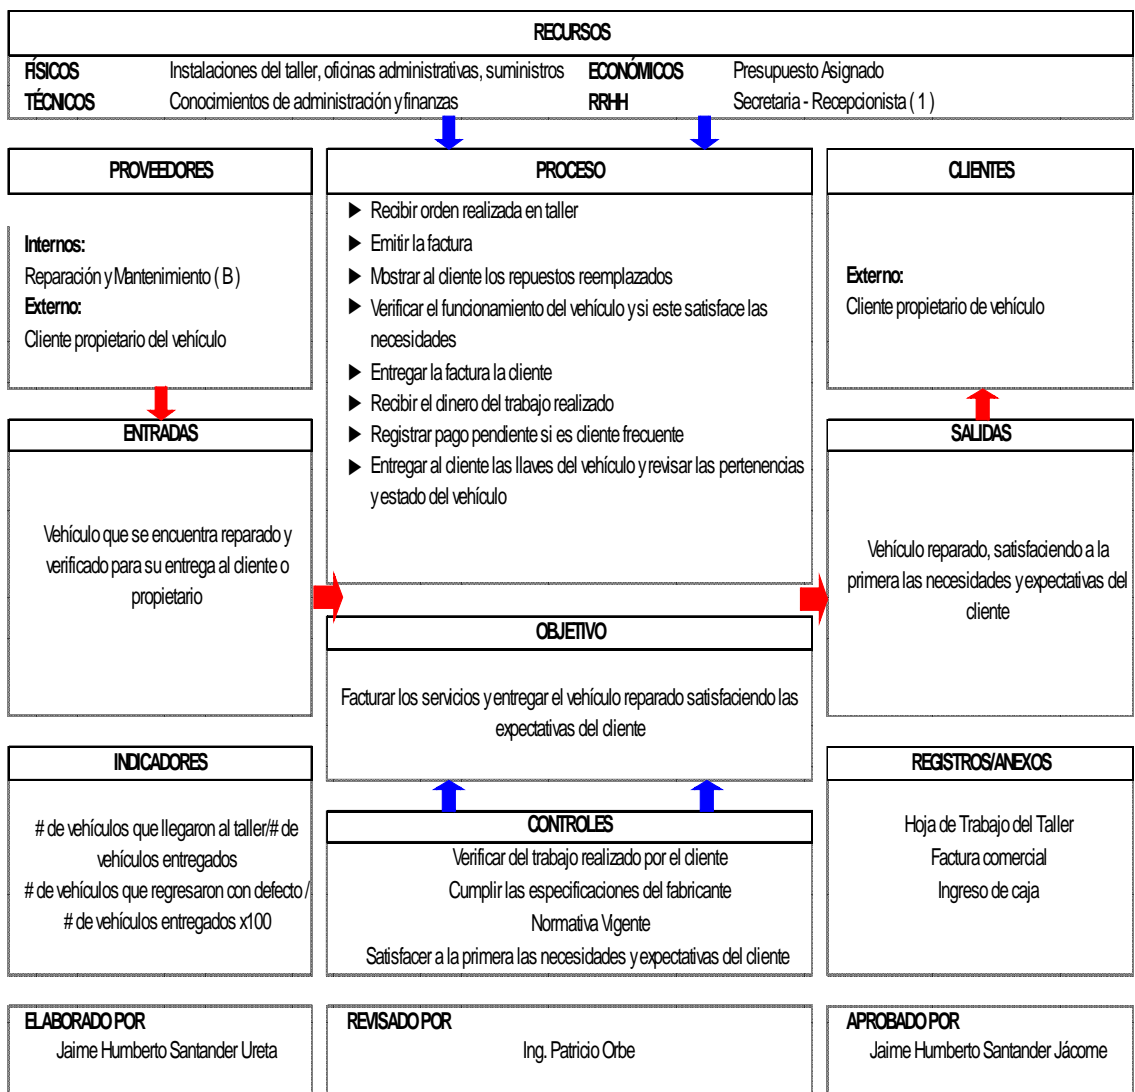 RECURSOS
FÍSICOS Instalaciones del taller, oficinas administrativas, suministros ECONÓMICOS Presupuesto Asignado
TÉCNICOS Conocimientos de administración y finanzas RRHH Secretaria - Recepcionista ( 1 )
PROVEEDORES
Internos:
Reparación y Mantenimiento ( B )
Externo:
Cliente propietario del vehículo
PROCESO
Recibir orden realizada en taller
Emitir la factura
Mostrar al cliente los repuestos reemplazados
Verificar el funcionamiento del vehículo y si este satisface las
necesidades
Entregar la factura la cliente
Recibir el dinero del trabajo realizado
Registrar pago pendiente si es cliente frecuente
Entregar al cliente las llaves del vehículo y revisar las pertenencias
y estado del vehículo
CLIENTES
Externo:
Cliente propietario de vehículo
ENTRADAS
Vehículo que se encuentra reparado y
verificado para su entrega al cliente o
propietario
SALIDAS
Vehículo reparado, satisfaciendo a la
primera las necesidades y expectativas del
cliente
OBJETIVO
Facturar los servicios y entregar el vehículo reparado satisfaciendo las
expectativas del cliente
INDICADORES
# de vehículos que llegaron al taller/# de
vehículos entregados
# de vehículos que regresaron con defecto /
# de vehículos entregados x100
CONTROLES
Verificar del trabajo realizado por el cliente
Cumplir las especificaciones del fabricante
Normativa Vigente
Satisfacer a la primera las necesidades y expectativas del cliente
REGISTROS/ANEXOS
Hoja de Trabajo del Taller
Factura comercial
Ingreso de caja
ELABORADO POR
Jaime Humberto Santander Ureta
REVISADO POR
Ing. Patricio Orbe
APROBADO POR
Jaime Humberto Santander Jácome